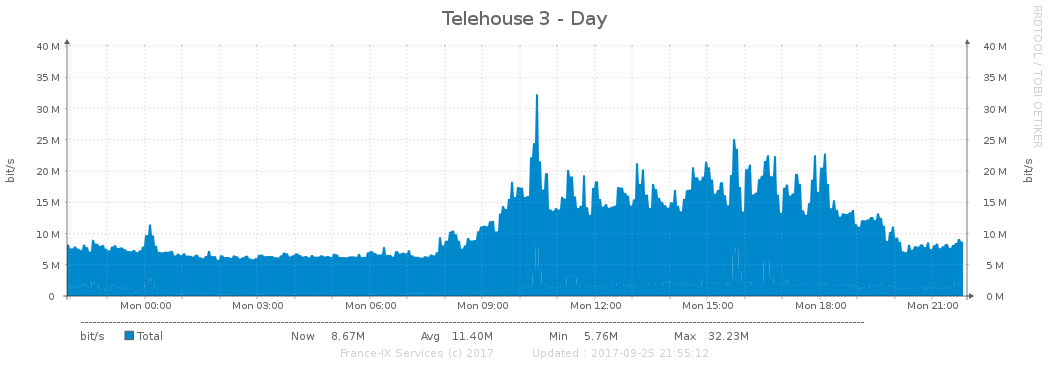 Telehouse 3 - Day
RRDTOOL / TOBI OETIKER
40 M 40 M
35 M 35 M
30 M 30 M
25 M 25 M
20 M 20 M
15 M 15 M
10 M 10 M
5 M 5 M
0 0 M
bit/s
bit/s
Mon 00:00 Mon 03:00 Mon 06:00 Mon 09:00 Mon 12:00 Mon 15:00 Mon 18:00 Mon 21:00
bit/s Total Now 8.67M Avg 11.40M Min 5.76M Max 32.23M
France-IX Services (c) 2017 Updated : 2017-09-25 21:55:12